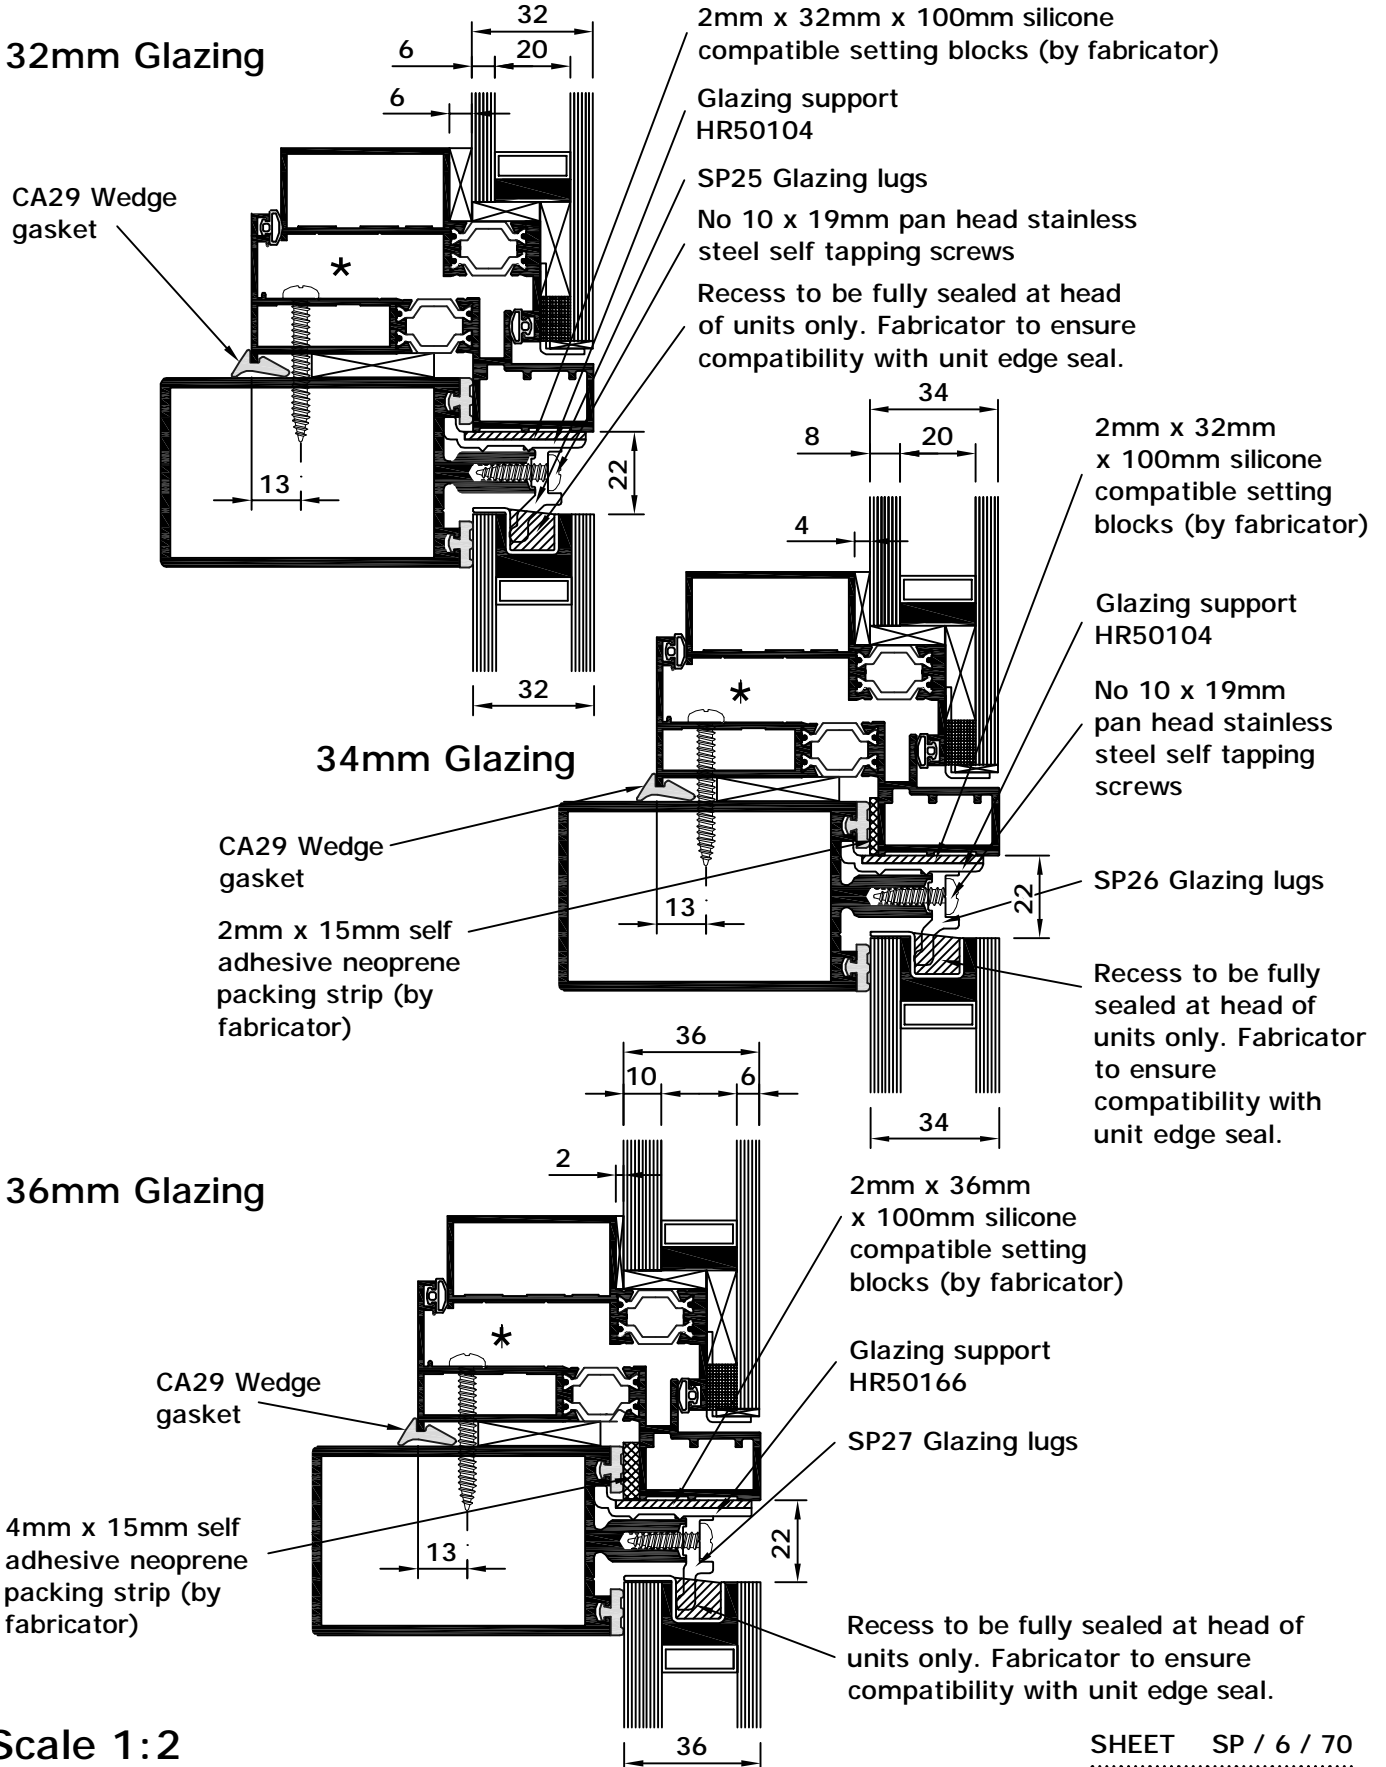 32mm Glazing
32
6
20
6
2mm x 32mm x 100mm silicone
compatible setting blocks (by fabricator)
Glazing support
HR50104
SP25 Glazing lugs
No 10 x 19mm pan head stainless
steel self tapping screws
Recess to be fully sealed at head
of units only. Fabricator to ensure
compatibility with unit edge seal.
CA29 Wedge
gasket
*
13
22
32
34mm Glazing
34
8
20
4
2mm x 32mm
x 100mm silicone
compatible setting
blocks (by fabricator)
Glazing support
HR50104
No 10 x 19mm
pan head stainless
steel self tapping
screws
SP26 Glazing lugs
Recess to be fully
sealed at head of
units only. Fabricator
to ensure
compatibility with
unit edge seal.
*
CA29 Wedge
gasket
2mm x 15mm self
adhesive neoprene
packing strip (by
fabricator)
13
22
34
36mm Glazing
36
10
6
2
2mm x 36mm
x 100mm silicone
compatible setting
blocks (by fabricator)
Glazing support
HR50166
SP27 Glazing lugs
*
CA29 Wedge
gasket
4mm x 15mm self
adhesive neoprene
packing strip (by
fabricator)
13
22
Recess to be fully sealed at head of
units only. Fabricator to ensure
compatibility with unit edge seal.
36
Scale 1:2
SHEET SP / 6 / 70